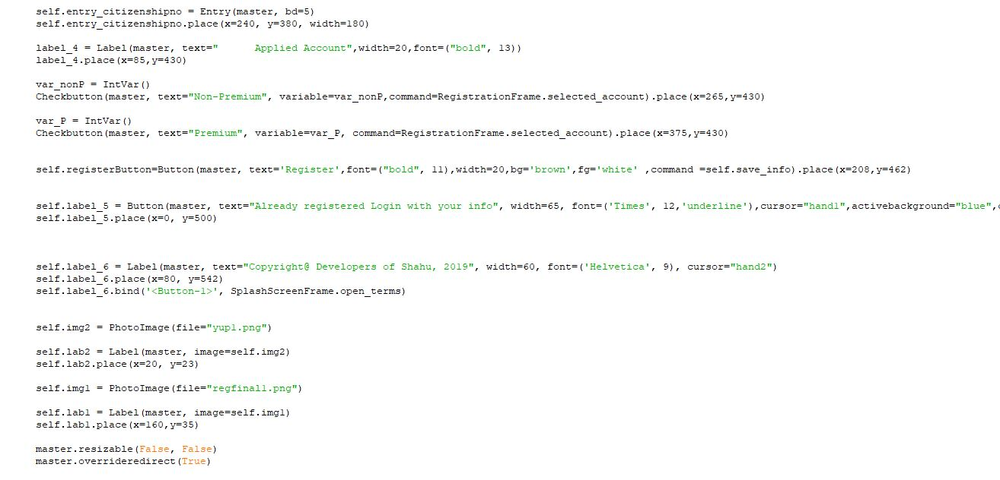 self.entry_citizenshipno = Entry(master, bd=5)
self.entry_citizenshipno.place(x=240, y=380, width=180)
label_4 = Label(master, text="      Applied Account",width=20,font=("bold", 13))
label_4.place(x=85,y=430)
var_nonP = IntVar()
Checkbutton(master, text="Non-Premium", variable=var_nonP,command=RegistrationFrame.selected_account).place(x=265,y=430)
var_P = IntVar()
Checkbutton(master, text="Premium", variable=var_P, command=RegistrationFrame.selected_account).place(x=375,y=430)
self.registerButton=Button(master, text='Register',font=("bold", 11),width=20,bg='brown',fg='white' ,command =self.save_info).place(x=208,y=462)
self.label_5 = Button(master, text="Already registered Login with your info", width=65, font=('Times', 12,'underline'),cursor="hand1",activebackground="blue",
self.label_5.place(x=0, y=500)
self.label_6 = Label(master, text="Copyright@ Developers of Shahu, 2019", width=60, font=('Helvetica', 9), cursor="hand2")
self.label_6.place(x=80, y=542)
self.label_6.bind('<Button-1>', SplashScreenFrame.open_terms)
self.img2 = PhotoImage(file="yup1.png")
self.lab2 = Label(master, image=self.img2)
self.lab2.place(x=20, y=23)
self.img1 = PhotoImage(file="regfinal1.png")
self.lab1 = Label(master, image=self.img1)
self.lab1.place(x=160,y=35)
master.resizable(False, False)
master.overrideredirect(True)